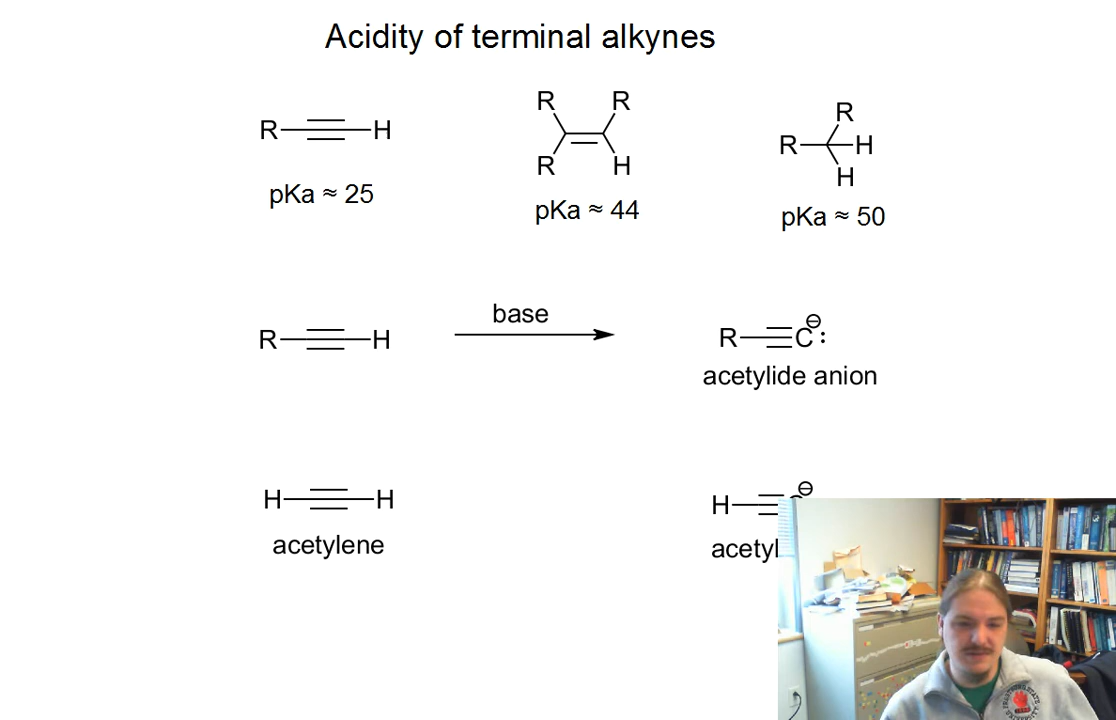 Acidity of terminal alkynes
R H
R R
R H
R
R H
H
pKa ≈ 25
pKa ≈ 44
pKa ≈ 50
base
R H
R C ⊖ :
acetylide anion
H H
H ⊖
acetylene
acetyl